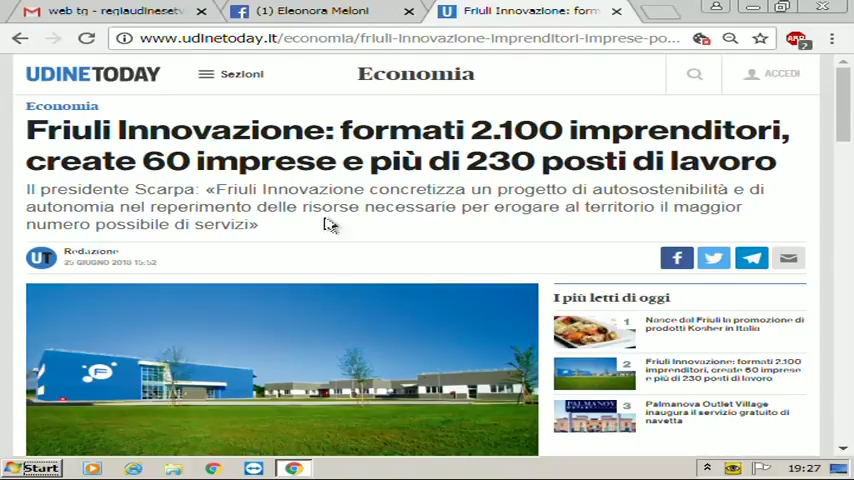 web tg - regiaudineset
(1) Eleonora Meloni
Friuli Innovazione: form
www.udinetoday.it/economia/friuli-innovazione-imprenditori-imprese-po...
UDINETODAY
Sezioni
Economia
ACCEDI
Economia
Friuli Innovazione: formati 2.100 imprenditori,
create 60 imprese e più di 230 posti di lavoro
Il presidente Scarpa: «Friuli Innovazione concretizza un progetto di autosostenibilità e di
autonomia nel reperimento delle risorse necessarie per erogare al territorio il maggior
numero possibile di servizi»
UT
Redazione
25 GIUGNO 2018 15:52
I più letti di oggi
1
Nasce dal Friuli la promozione di
prodotti Kosher in Italia
2
Friuli Innovazione: formati 2.100
imprenditori, create 60 imprese
e più di 230 posti di lavoro
PALMANOVA
3
Palmanova Outlet Village
inaugura il servizio gratuito di
navetta
Start
19:27